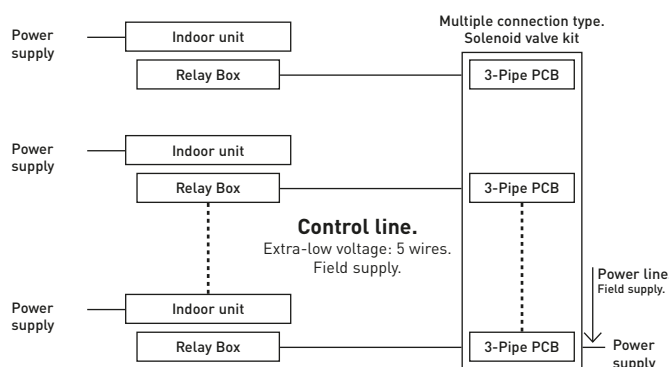 Multiple connection type.
Solenoid valve kit
Power
supply
Indoor unit
Relay Box
3-Pipe PCB
Power
supply
Indoor unit
Relay Box
3-Pipe PCB
Control line.
Extra-low voltage: 5 wires.
Field supply.
Power line
Field supply.
Power
supply
Indoor unit
Relay Box
3-Pipe PCB
Power
supply